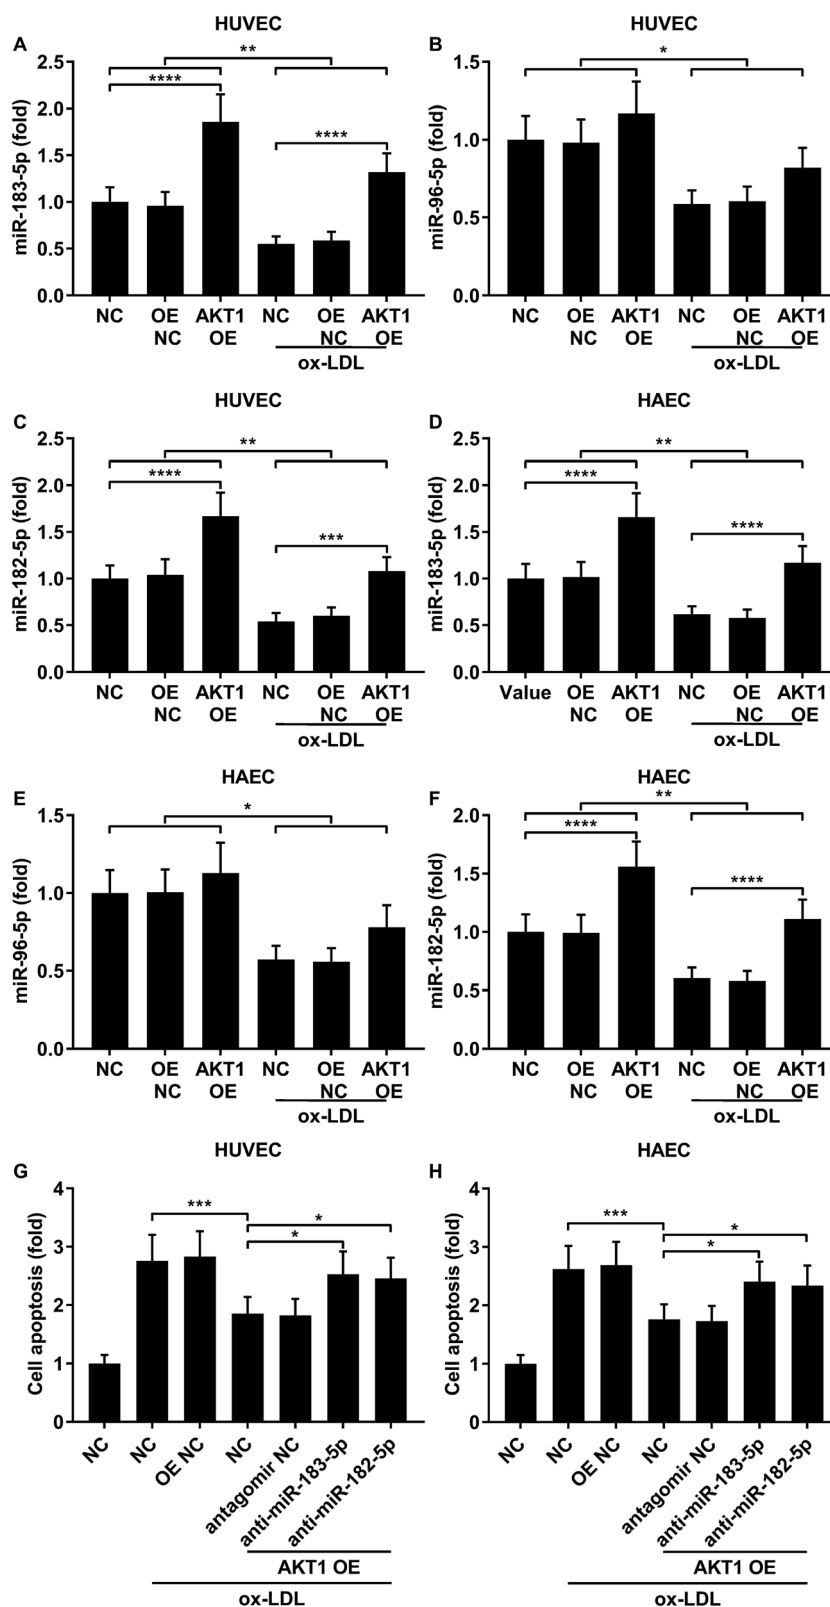 A
HUVEC
miR-183-5p (fold)
2.5
2.0
1.5
1.0
0.5
0.0
**
****
****
NC
OE NC
AKT1 OE
NC
OE NC
AKT1 OE
ox-LDL
B
HUVEC
miR-96-5p (fold)
1.5
1.0
0.5
0.0
*
NC
OE NC
AKT1 OE
NC
OE NC
AKT1 OE
ox-LDL
C
HUVEC
miR-182-5p (fold)
2.5
2.0
1.5
1.0
0.5
0.0
**
****
***
NC
OE NC
AKT1 OE
NC
OE NC
AKT1 OE
ox-LDL
D
HAEC
miR-183-5p (fold)
2.5
2.0
1.5
1.0
0.5
0.0
**
****
****
Value
OE NC
AKT1 OE
NC
OE NC
AKT1 OE
ox-LDL
E
HAEC
miR-96-5p (fold)
1.5
1.0
0.5
0.0
*
NC
OE NC
AKT1 OE
NC
OE NC
AKT1 OE
ox-LDL
F
HAEC
miR-182-5p (fold)
2.0
1.5
1.0
0.5
0.0
**
****
****
NC
OE NC
AKT1 OE
NC
OE NC
AKT1 OE
ox-LDL
G
HUVEC
Cell apoptosis (fold)
4
3
2
1
0
***
*
*
NC
NC
OE NC
NC
antagomir NC
anti-miR-183-5p
anti-miR-182-5p
AKT1 OE
ox-LDL
H
HAEC
Cell apoptosis (fold)
4
3
2
1
0
***
*
*
NC
NC
OE NC
NC
antagomir NC
anti-miR-183-5p
anti-miR-182-5p
AKT1 OE
ox-LDL